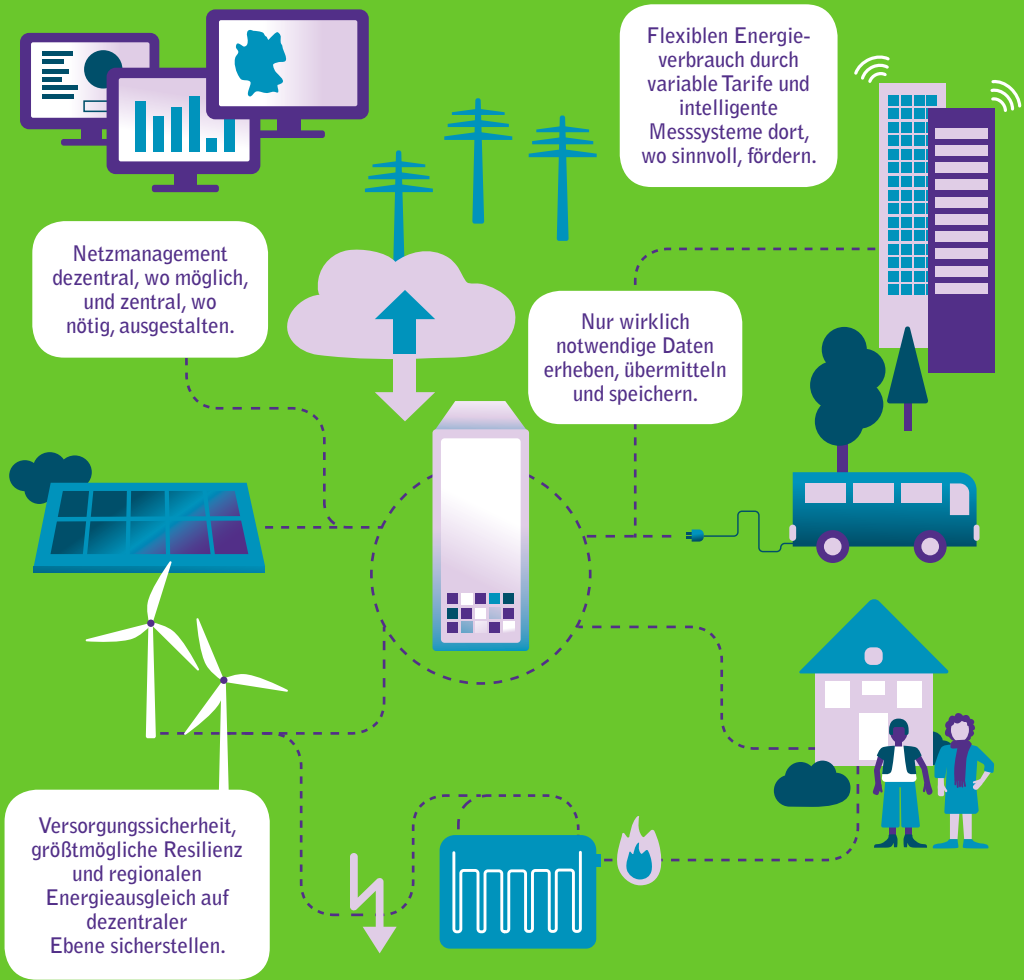 Flexiblen Energie-
verbrauch durch
variable Tarife und
intelligente
Messsysteme dort,
wo sinnvoll, fördern.
Netzmanagement
dezentral, wo möglich,
und zentral, wo
nötig, ausgestalten.
Nur wirklich
notwendige Daten
erheben, übermitteln
und speichern.
Versorgungssicherheit,
größtmögliche Resilienz
und regionalen
Energieausgleich auf
dezentraler
Ebene sicherstellen.